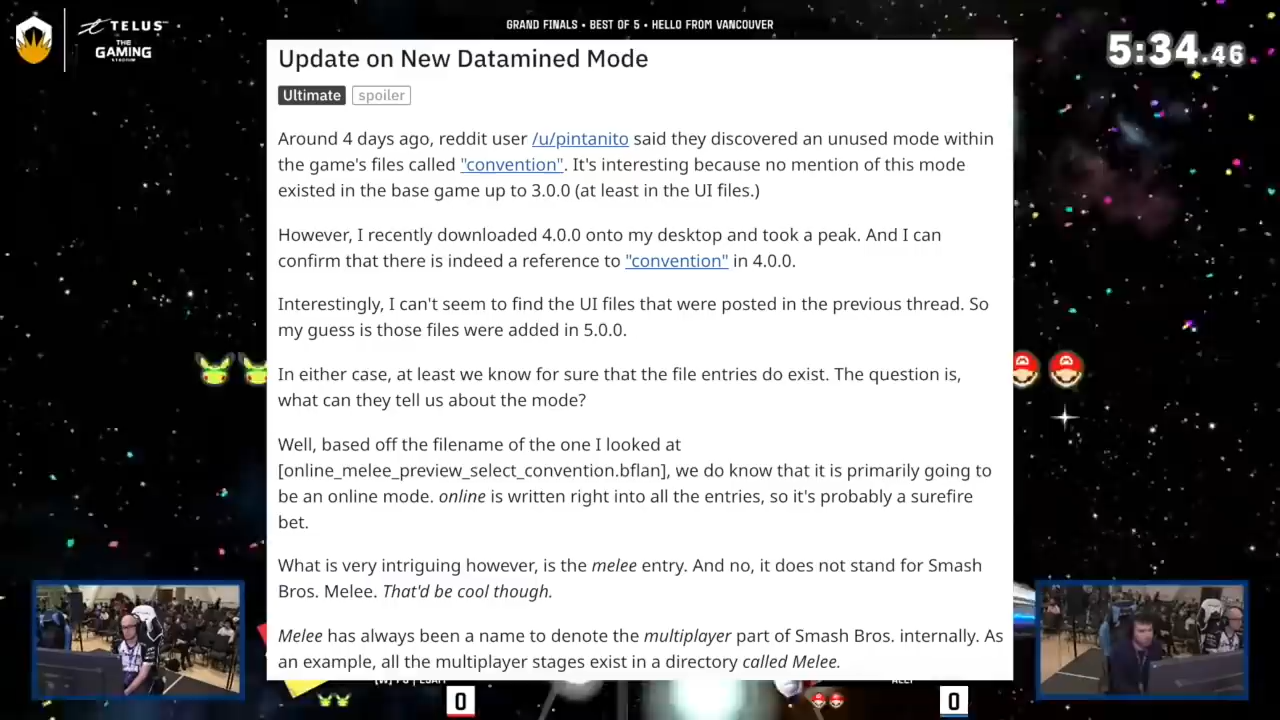 TELUS
THE
GAMING
STADIUM
GRAND FINALS • BEST OF 5 • HELLO FROM VANCOUVER
5:34.46
Update on New Datamined Mode
Ultimate spoiler
Around 4 days ago, reddit user /u/pintanito said they discovered an unused mode within
the game's files called "convention". It's interesting because no mention of this mode
existed in the base game up to 3.0.0 (at least in the UI files.)
However, I recently downloaded 4.0.0 onto my desktop and took a peak. And I can
confirm that there is indeed a reference to "convention" in 4.0.0.
Interestingly, I can't seem to find the UI files that were posted in the previous thread. So
my guess is those files were added in 5.0.0.
In either case, at least we know for sure that the file entries do exist. The question is,
what can they tell us about the mode?
Well, based off the filename of the one I looked at
[online_melee_preview_select_convention.bflan], we do know that it is primarily going to
be an online mode. online is written right into all the entries, so it's probably a surefire
bet.
What is very intriguing however, is the melee entry. And no, it does not stand for Smash
Bros. Melee. That'd be cool though.
Melee has always been a name to denote the multiplayer part of Smash Bros. internally. As
an example, all the multiplayer stages exist in a directory called Melee.
0
0